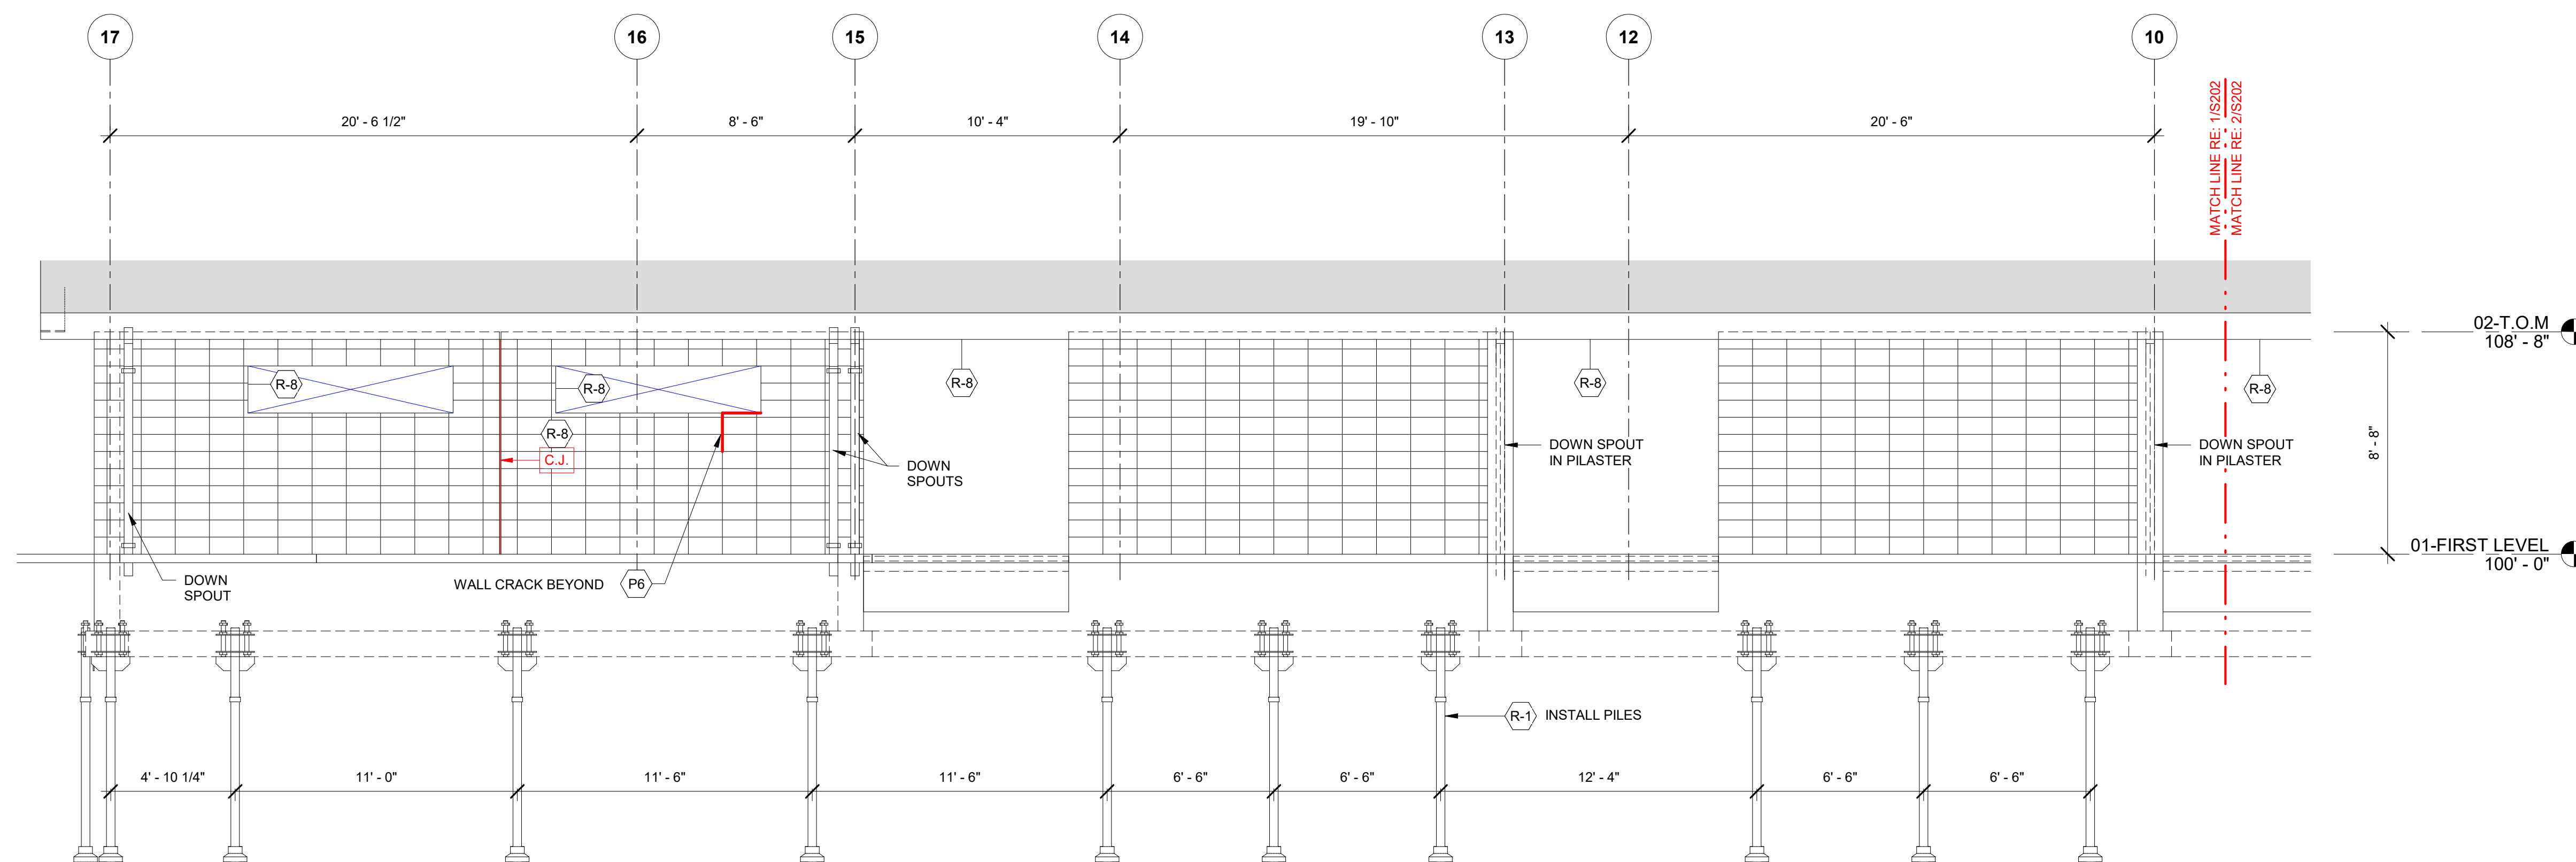 17
16
15
14
13
12
10
20' - 6 1/2"
8' - 6"
10' - 4"
19' - 10"
20' - 6"
MATCH LINE RE: 1/S202
MATCH LINE RE: 2/S202
02-T.O.M
108' - 8"
R-8
R-8
R-8
R-8
R-8
R-8
C.J.
DOWN
SPOUTS
DOWN SPOUT
IN PILASTER
DOWN SPOUT
IN PILASTER
8' - 8"
01-FIRST LEVEL
100' - 0"
DOWN
SPOUT
WALL CRACK BEYOND
P6
R-1
INSTALL PILES
4' - 10 1/4"
11' - 0"
11' - 6"
11' - 6"
6' - 6"
6' - 6"
12' - 4"
6' - 6"
6' - 6"